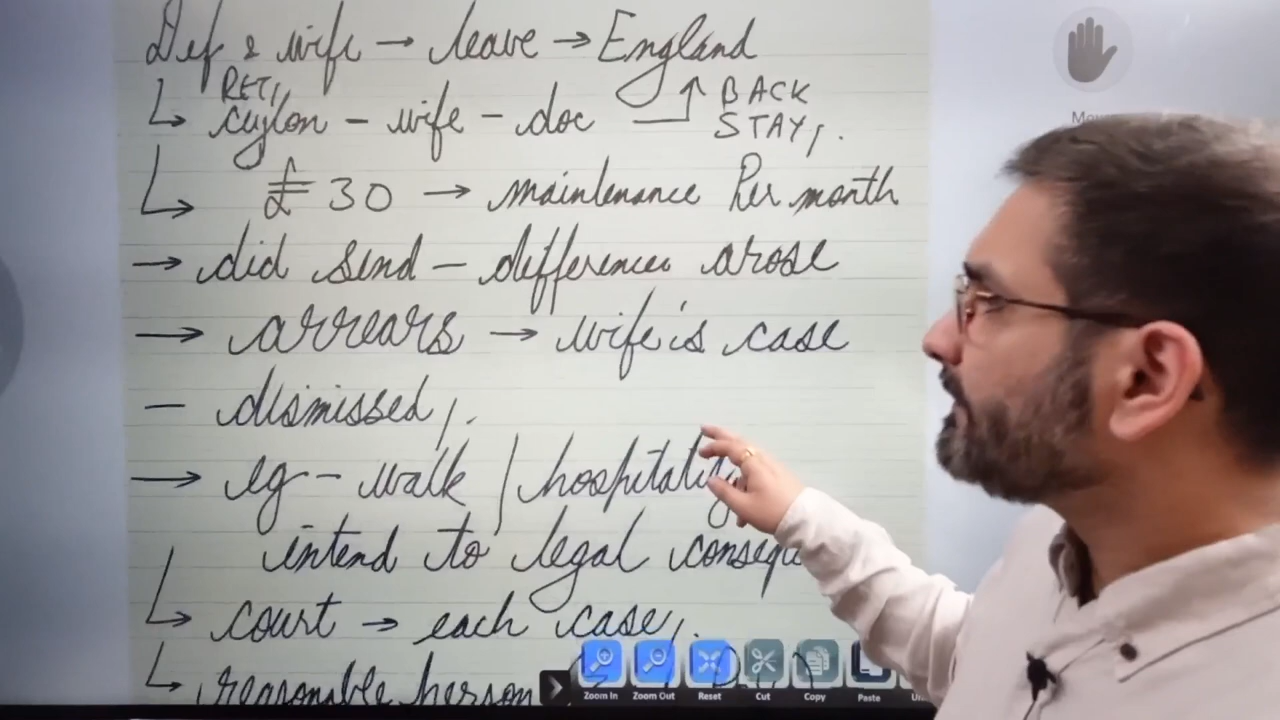 Def & wife → leave → England
RET, BACK
ceylon - wife - doc STAY,.
£ 30 → maintenance Per month
→ did send - differences arose
→ arrears → wife's case
- dismissed,.
→ eg - walk / hospitality
intend to legal consequ
court → each case,.
reasonable person
Zoom In Zoom Out Reset Cut Copy Paste